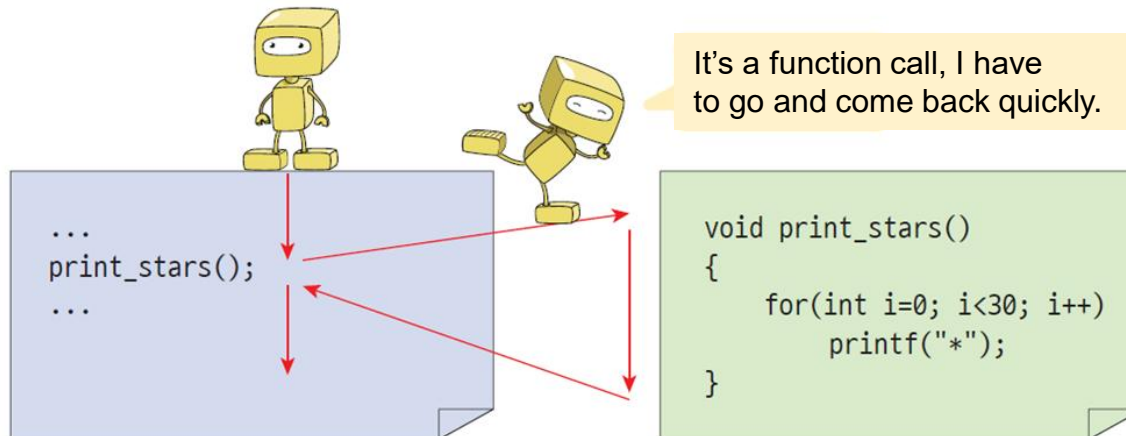 It’s a function call, I have
to go and come back quickly.
...
print_stars();
...
void print_stars()
{
    for(int i=0; i<30; i++)
        printf("*");
}